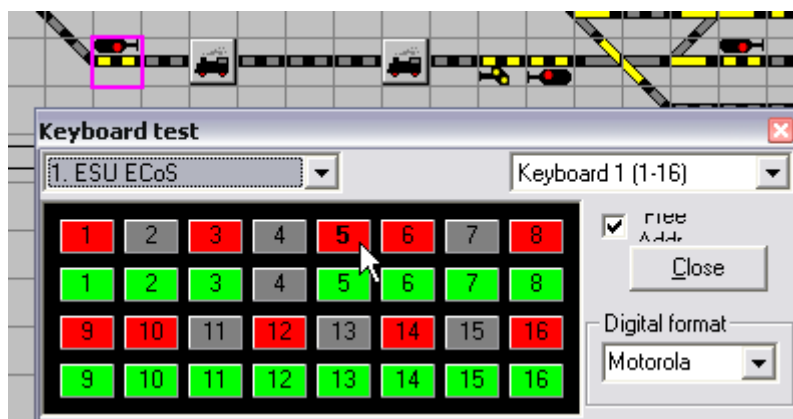 Keyboard test
1. ESU ECoS
Keyboard 1 (1-16)
1 2 3 4 5 6 7 8
1 2 3 4 5 6 7 8
9 10 11 12 13 14 15 16
9 10 11 12 13 14 15 16
Close
Digital format
Motorola